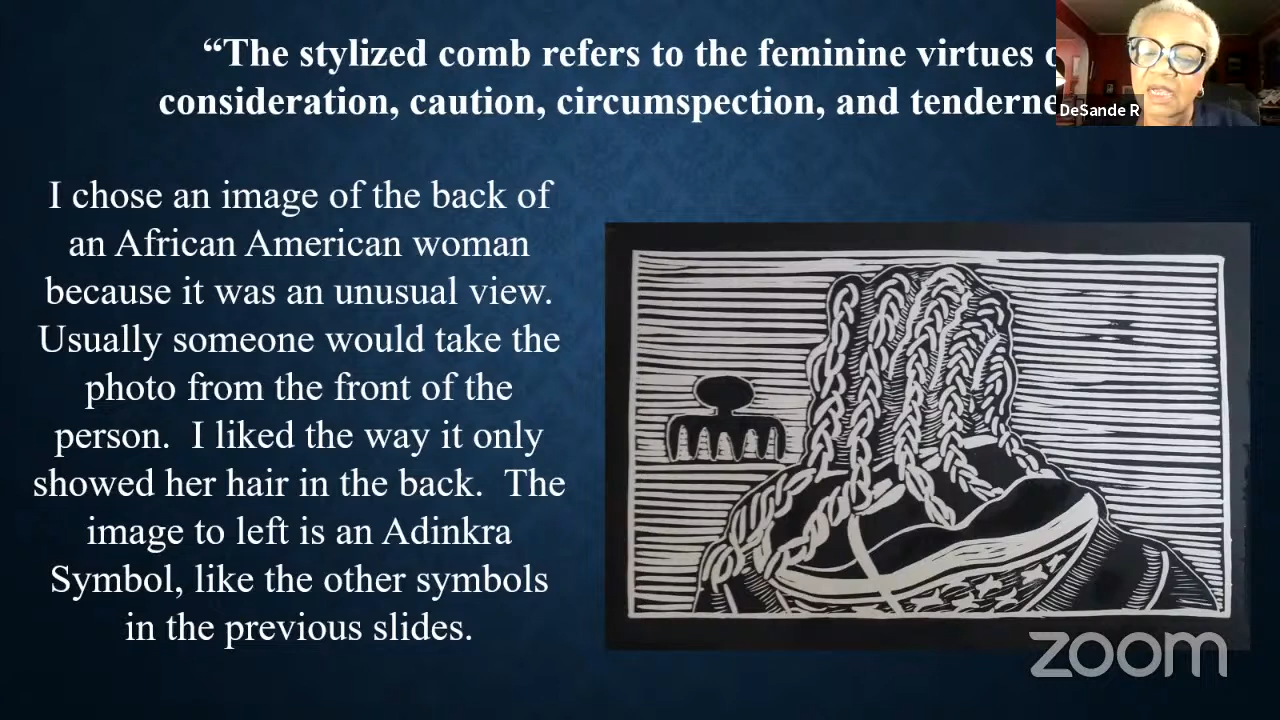 “The stylized comb refers to the feminine virtues
consideration, caution, circumspection, and
DeSande R
I chose an image of the back of
an African American woman
because it was an unusual view.
Usually someone would take the
photo from the front of the
person.  I liked the way it only
showed her hair in the back.  The
image to left is an Adinkra
Symbol, like the other symbols
in the previous slides.
zoom